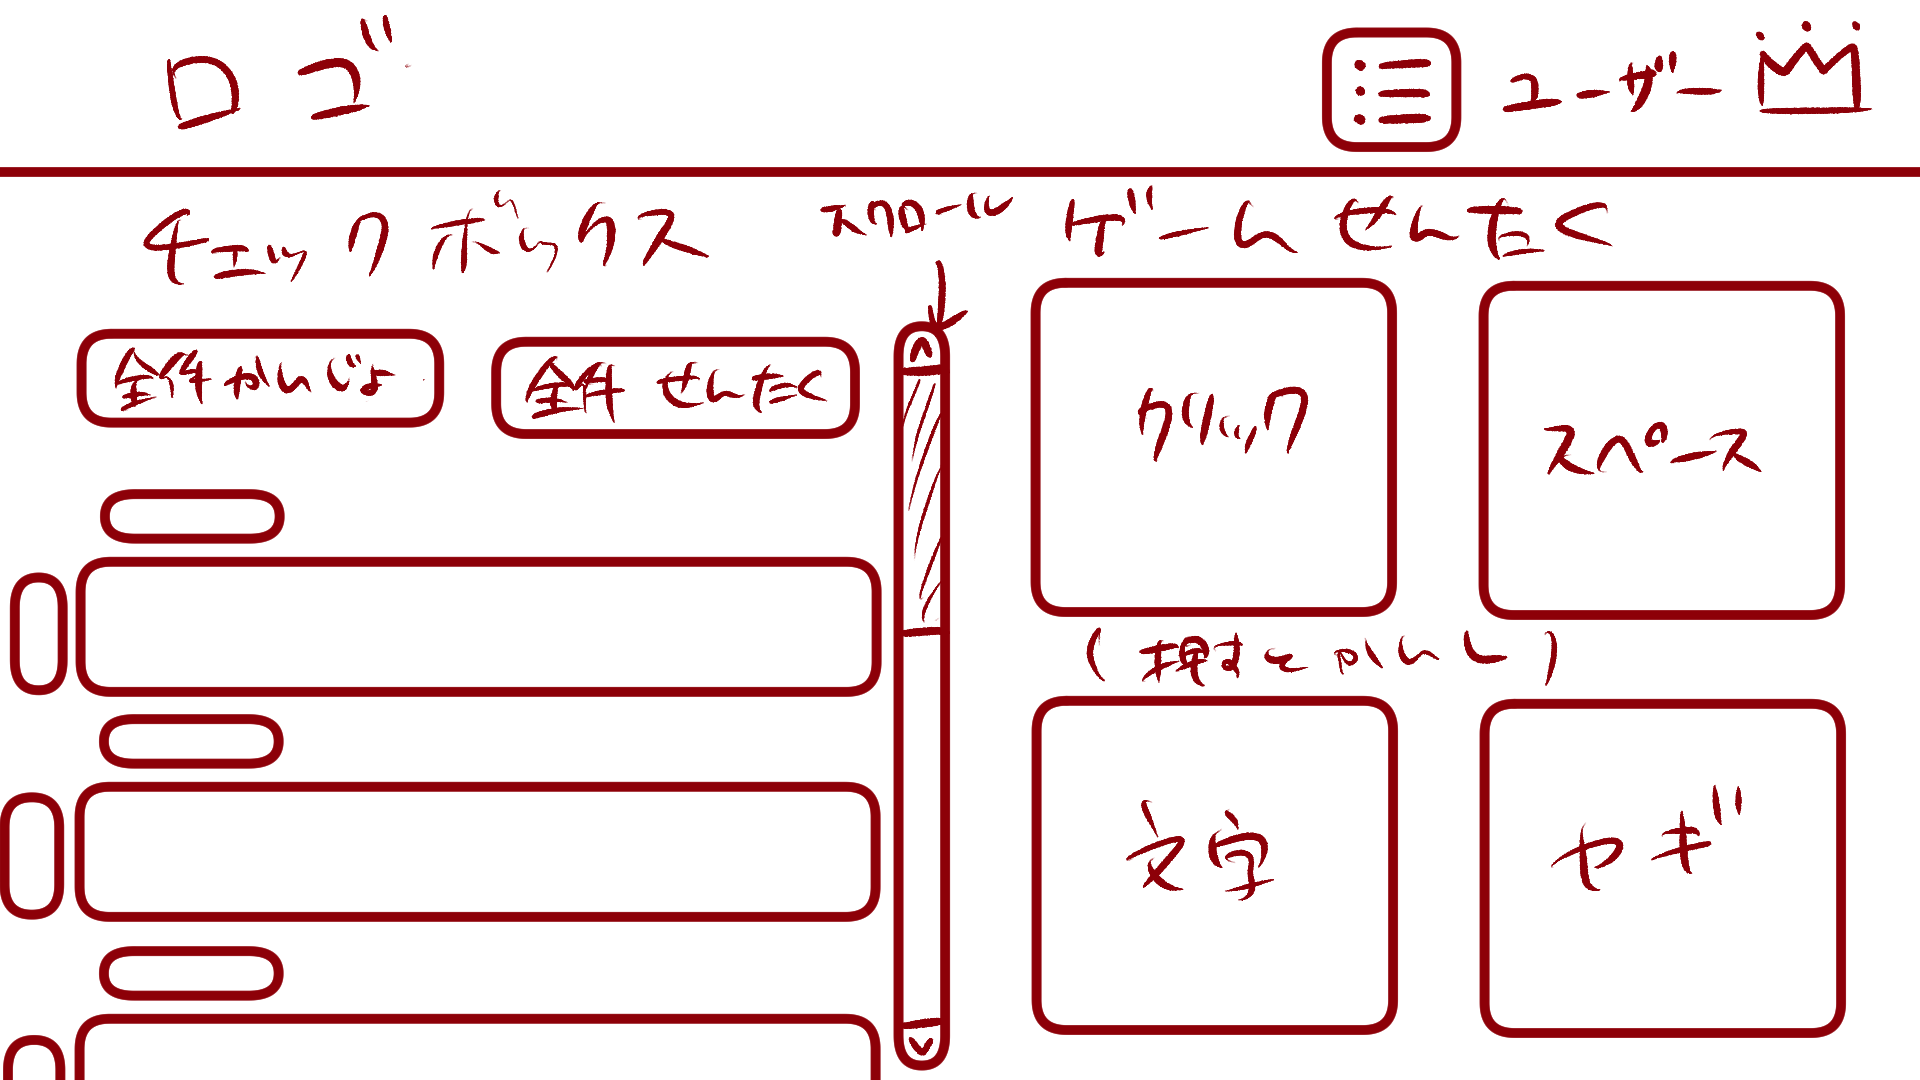 ロゴ
ユーザー
チェックボックス
スクロール
ゲームせんたく
全件かいじょ
全件 せんたく
クリック
スペース
(押すとかいし)
文字
セギ